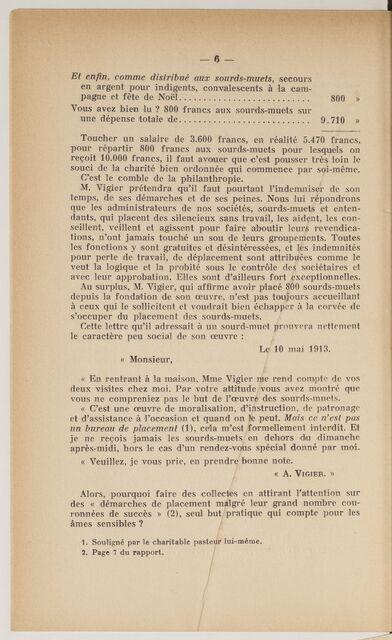 — 6 —
Et enfin, comme distribué aux sourds-muets, secours
en argent pour indigents, convalescents à la cam-
pagne et fête de Noël........................ 800 »
Vous avez bien lu ? 800 francs aux sourds-muets sur
une dépense totale de........................ 9.710 »
Toucher un salaire de 3.600 francs, en réalité 5.470 francs,
pour répartir 800 francs aux sourds-muets pour lesquels on
reçoit 10.000 francs, il faut avouer que c'est pousser très loin le
souci de la charité bien ordonnée qui commence par soi-même.
C'est le comble de la philanthropie.
M. Vigier prétendra qu'il faut pourtant l'indemniser de son
temps, de ses démarches et de ses peines. Nous lui répondrons
que les administrateurs de nos sociétés, sourds-muets et enten-
dants, qui placent des silencieux sans travail, les aident, les con-
seillent, veillent et agissent pour faire aboutir leurs revendica-
tions, n'ont jamais touché un sou de leurs groupements. Toutes
les fonctions y sont gratuites et désintéressées, et les indemnités
pour perte de travail, de déplacement sont attribuées comme le
veut la logique et la probité sous le contrôle des sociétaires et
avec leur approbation. Elles sont d'ailleurs fort exceptionnelles.
Au surplus, M. Vigier, qui affirme avoir placé 800 sourds-muets
depuis la fondation de son œuvre, n'est pas toujours accueillant
à ceux qui le sollicitent et voudrait bien échapper à la corvée de
s'occuper du placement des sourds-muets.
Cette lettre qu'il adressait à un sourd-muet prouvera nettement
le caractère peu social de son œuvre :
Le 10 mai 1913.
« Monsieur,
« En rentrant à la maison, Mme Vigier me rend compte de vos
deux visites chez moi. Par votre attitude vous avez montré que
vous ne compreniez pas le but de l'œuvre des sourds-muets.
« C'est une œuvre de moralisation, d'instruction, de patronage
et d'assistance à l'occasion et quand on le peut. Mais ce n'est pas
un bureau de placement (1), cela m'est formellement interdit. Et
je ne reçois jamais les sourds-muets en dehors du dimanche
après-midi, hors le cas d'un rendez-vous spécial donné par moi.
« Veuillez, je vous prie, en prendre bonne note.
« A. VIGIER. »
Alors, pourquoi faire des collectes en attirant l'attention sur
des « démarches de placement malgré leur grand nombre cou-
ronnées de succès » (2), seul but pratique qui compte pour les
âmes sensibles ?
1. Souligné par le charitable pasteur lui-même.
2. Page 7 du rapport.